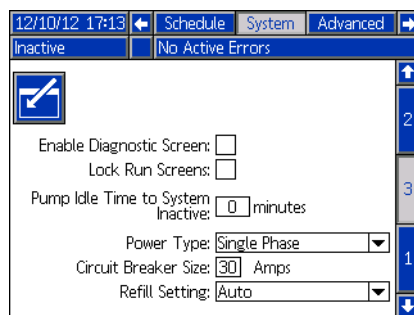 12/10/12 17:13 Schedule System Advanced
Inactive No Active Errors
2
Enable Diagnostic Screen:
Lock Run Screens:
3
Pump Idle Time to System
Inactive: 0 minutes
Power Type: Single Phase
1
Circuit Breaker Size: 30 Amps
Refill Setting: Auto